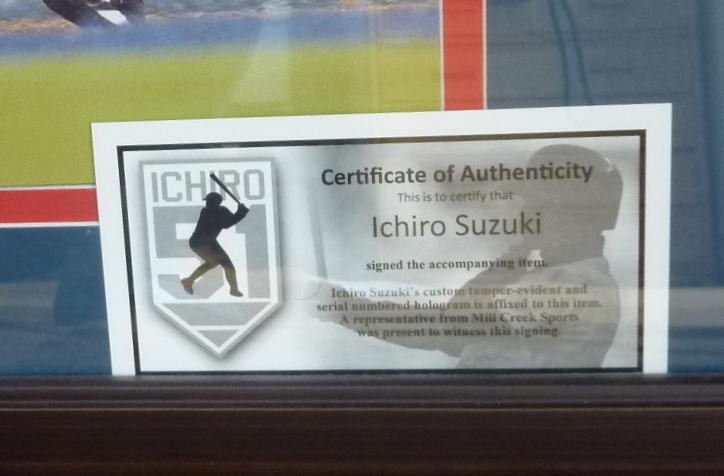 ICHIRO
51
Certificate of Authenticity
This is to certify that
Ichiro Suzuki
signed the accompanying item.
Ichiro Suzuki's custom tamper-evident and
serial numbered hologram is affixed to this item.
A representative from Mill Creek Sports
was present to witness this signing.